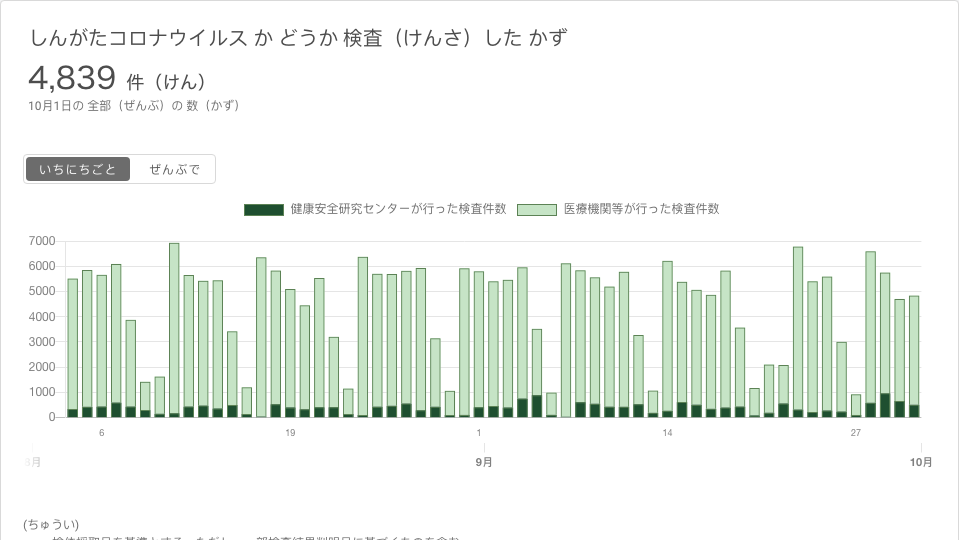 しんがたコロナウイルス か どうか 検査（けんさ）した かず
4,839 件（けん）
10月1日の 全部（ぜんぶ）の 数（かず）
いちにちごと ぜんぶで
健康安全研究センターが行った検査件数 医療機関等が行った検査件数
7000
6000
5000
4000
3000
2000
1000
0
6 19 1 14 27
月 9月 10月
(ちゅうい)